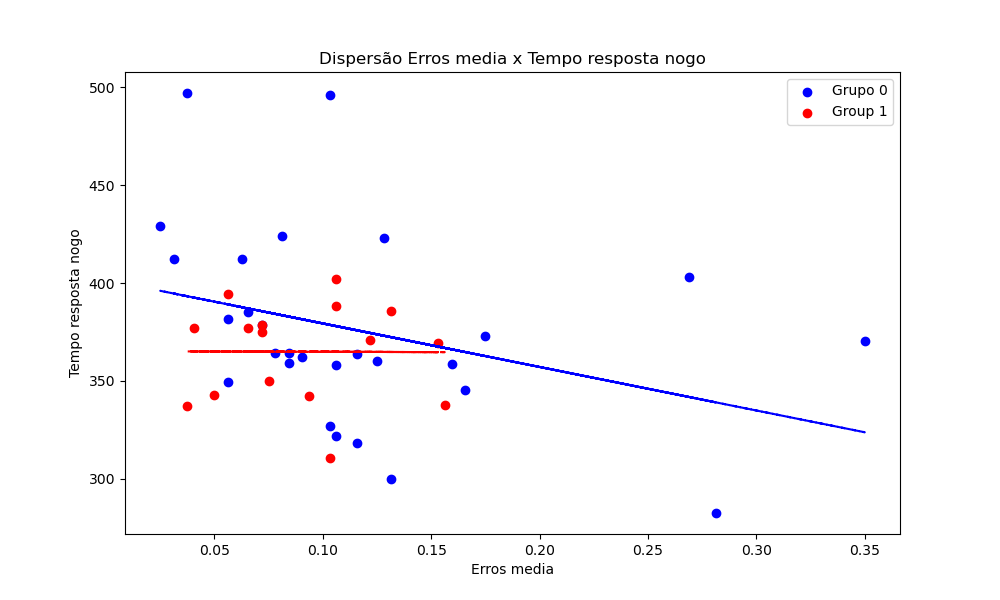 Dispersão Erros media x Tempo resposta nogo
Grupo 0
Group 1
Tempo resposta nogo
500
450
400
350
300
0.05 0.10 0.15 0.20 0.25 0.30 0.35
Erros media